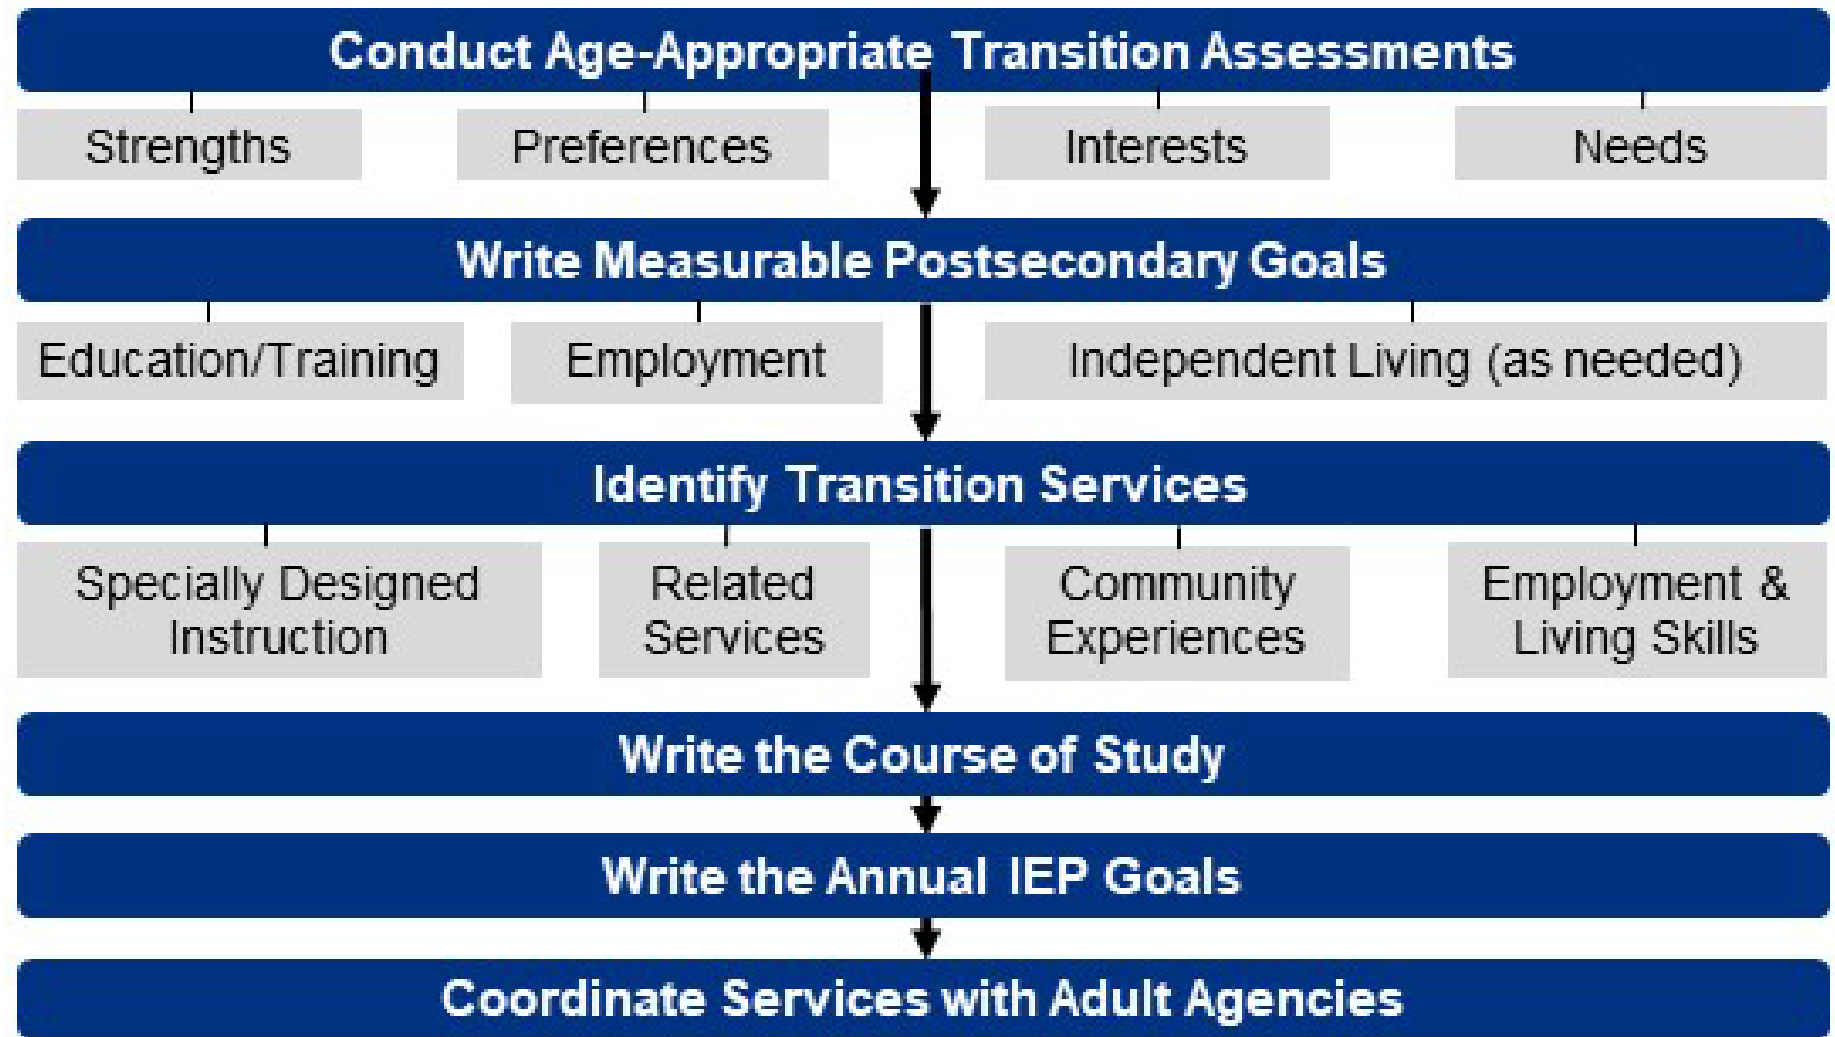 Conduct Age-Appropriate Transition Assessments
Strengths
Preferences
Interests
Needs
Write Measurable Postsecondary Goals
Education/Training
Employment
Independent Living (as needed)
Identify Transition Services
Specially Designed
Instruction
Related
Services
Community
Experiences
Employment &
Living Skills
Write the Course of Study
Write the Annual IEP Goals
Coordinate Services with Adult Agencies